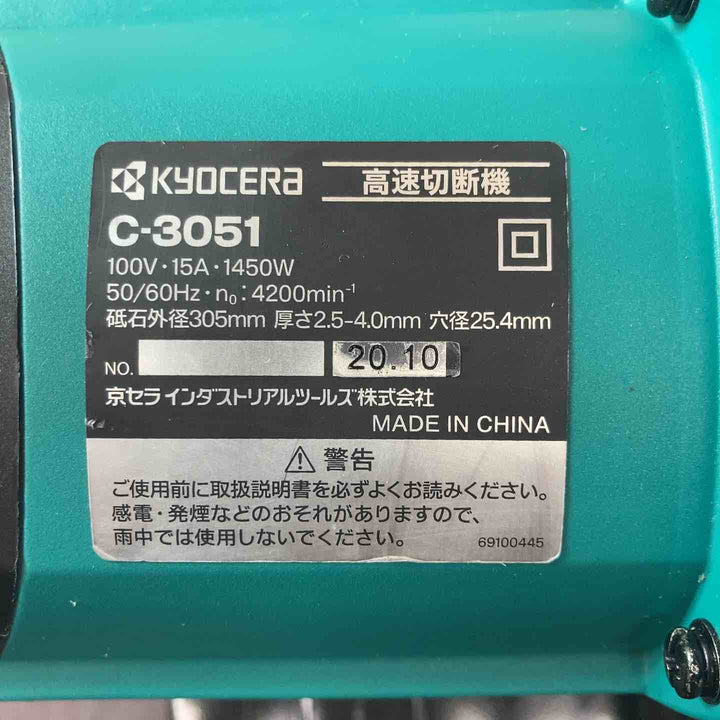 KYOCERA 高速切断機
C-3051
100V・15A・1450W
50/60Hz・n₀：4200min⁻¹
砥石外径305mm 厚さ2.5-4.0mm 穴径25.4mm
NO. 20.10
京セラ インダストリアルツールズ株式会社
MADE IN CHINA
⚠ 警告
ご使用前に取扱説明書を必ずよくお読みください。
感電・発煙などのおそれがありますので、
雨中では使用しないでください。 69100445